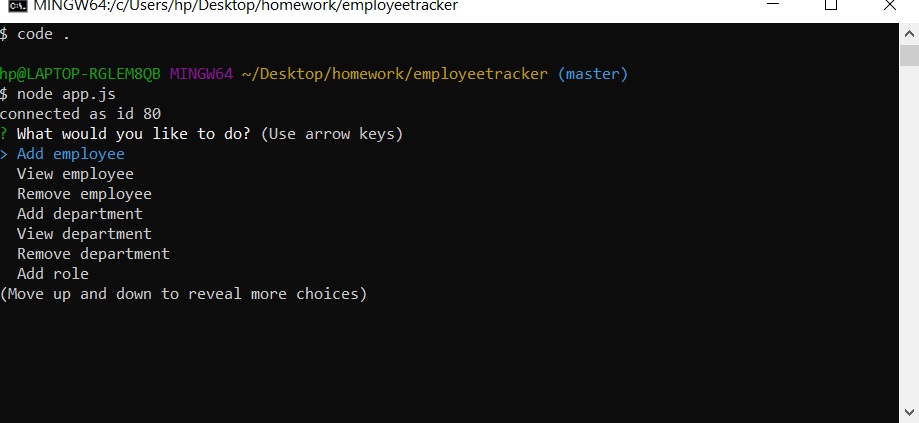 MINGW64:/c/Users/hp/Desktop/homework/employeetracker
$ code .
hp@LAPTOP-RGLEM8QB MINGW64 ~/Desktop/homework/employeetracker (master)
$ node app.js
connected as id 80
? What would you like to do? (Use arrow keys)
> Add employee
View employee
Remove employee
Add department
View department
Remove department
Add role
(Move up and down to reveal more choices)